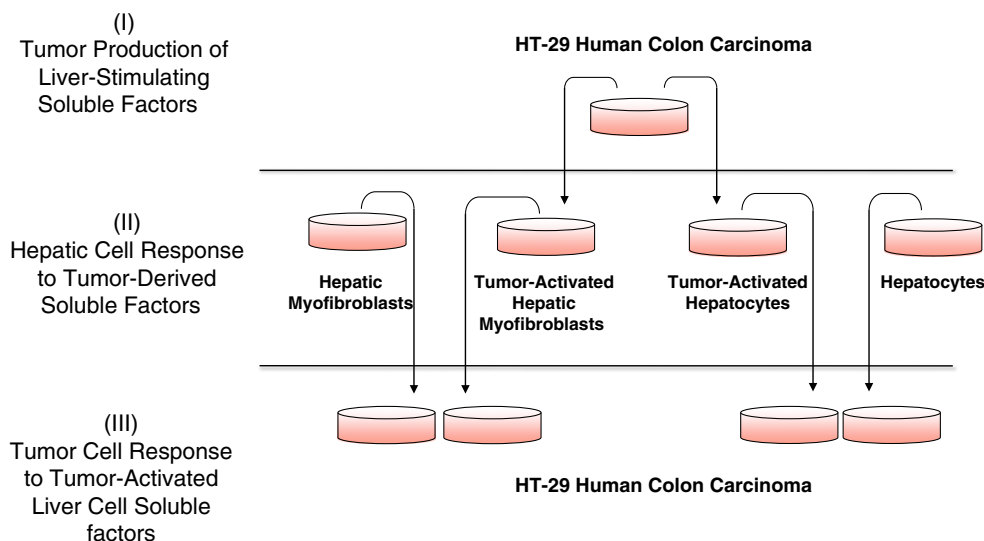 (I)
Tumor Production of
Liver-Stimulating
Soluble Factors
HT-29 Human Colon Carcinoma
(II)
Hepatic Cell Response
to Tumor-Derived
Soluble Factors
Hepatic
Myofibroblasts
Tumor-Activated
Hepatic
Myofibroblasts
Tumor-Activated
Hepatocytes
Hepatocytes
(III)
Tumor Cell Response
to Tumor-Activated
Liver Cell Soluble
factors
HT-29 Human Colon Carcinoma